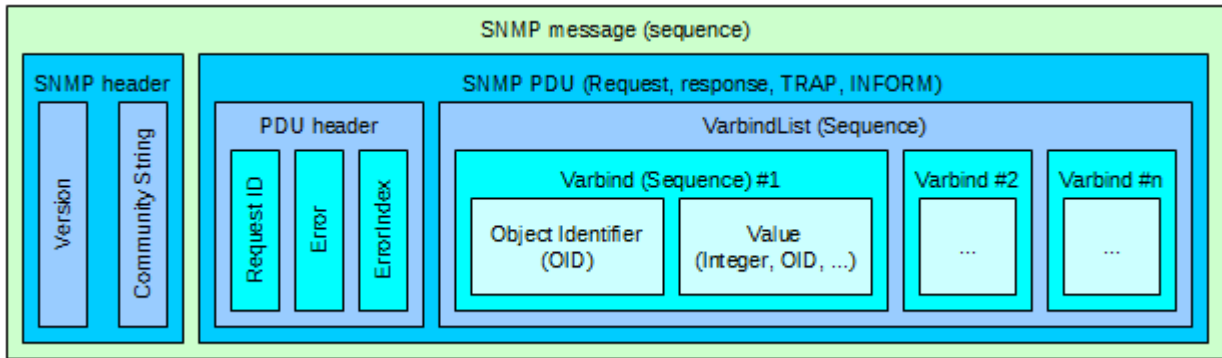 SNMP message (sequence)
SNMP header
Version
Community String
SNMP PDU (Request, response, TRAP, INFORM)
PDU header
Request ID
Error
ErrorIndex
VarbindList (Sequence)
Varbind (Sequence) #1
Object Identifier
(OID)
Value
(Integer, OID, ...)
Varbind #2
...
Varbind #n
...